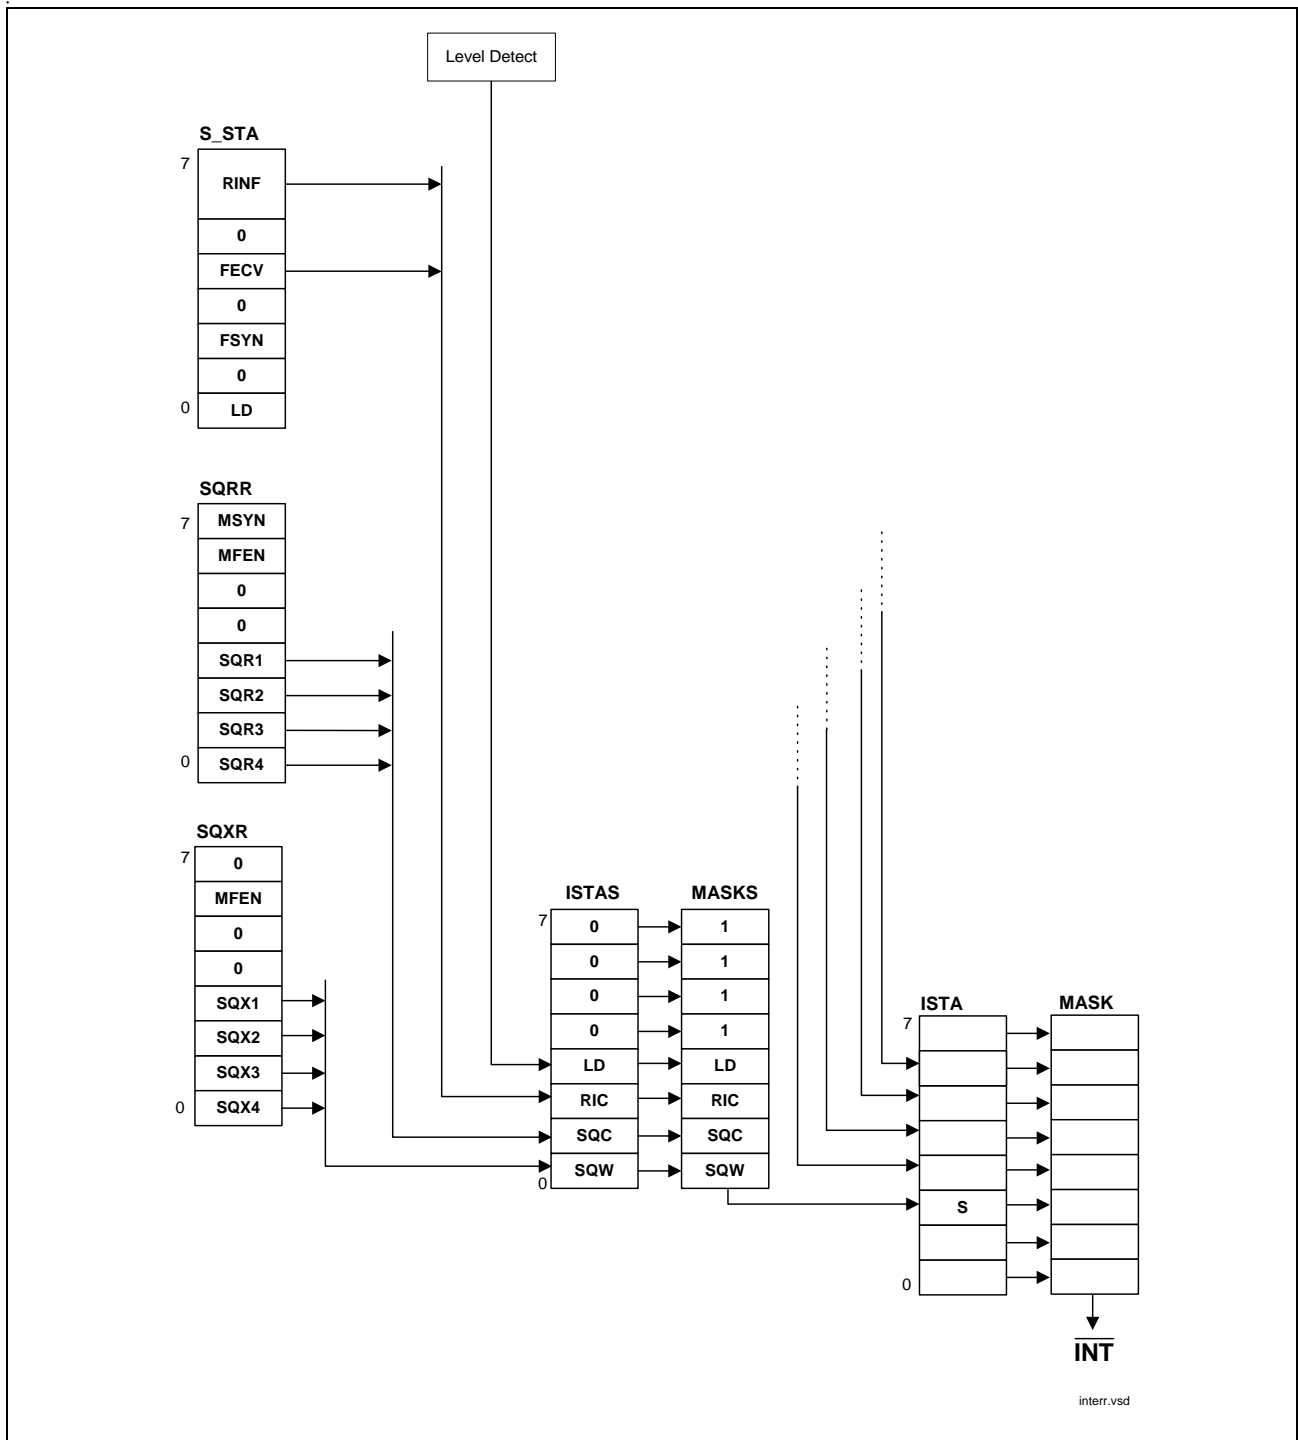 Level Detect
S_STA
7
RINF
0
FECV
0
FSYN
0
0 LD
SQRR
7 MSYN
MFEN
0
0
SQR1
SQR2
SQR3
0 SQR4
SQXR
7 0
MFEN
0
0
SQX1
SQX2
SQX3
0 SQX4
ISTAS MASKS
7 0 1
0 1
0 1
0 1
LD LD
RIC RIC
SQC SQC
SQW SQW
0
ISTA MASK
7
S
0
INT
interr.vsd